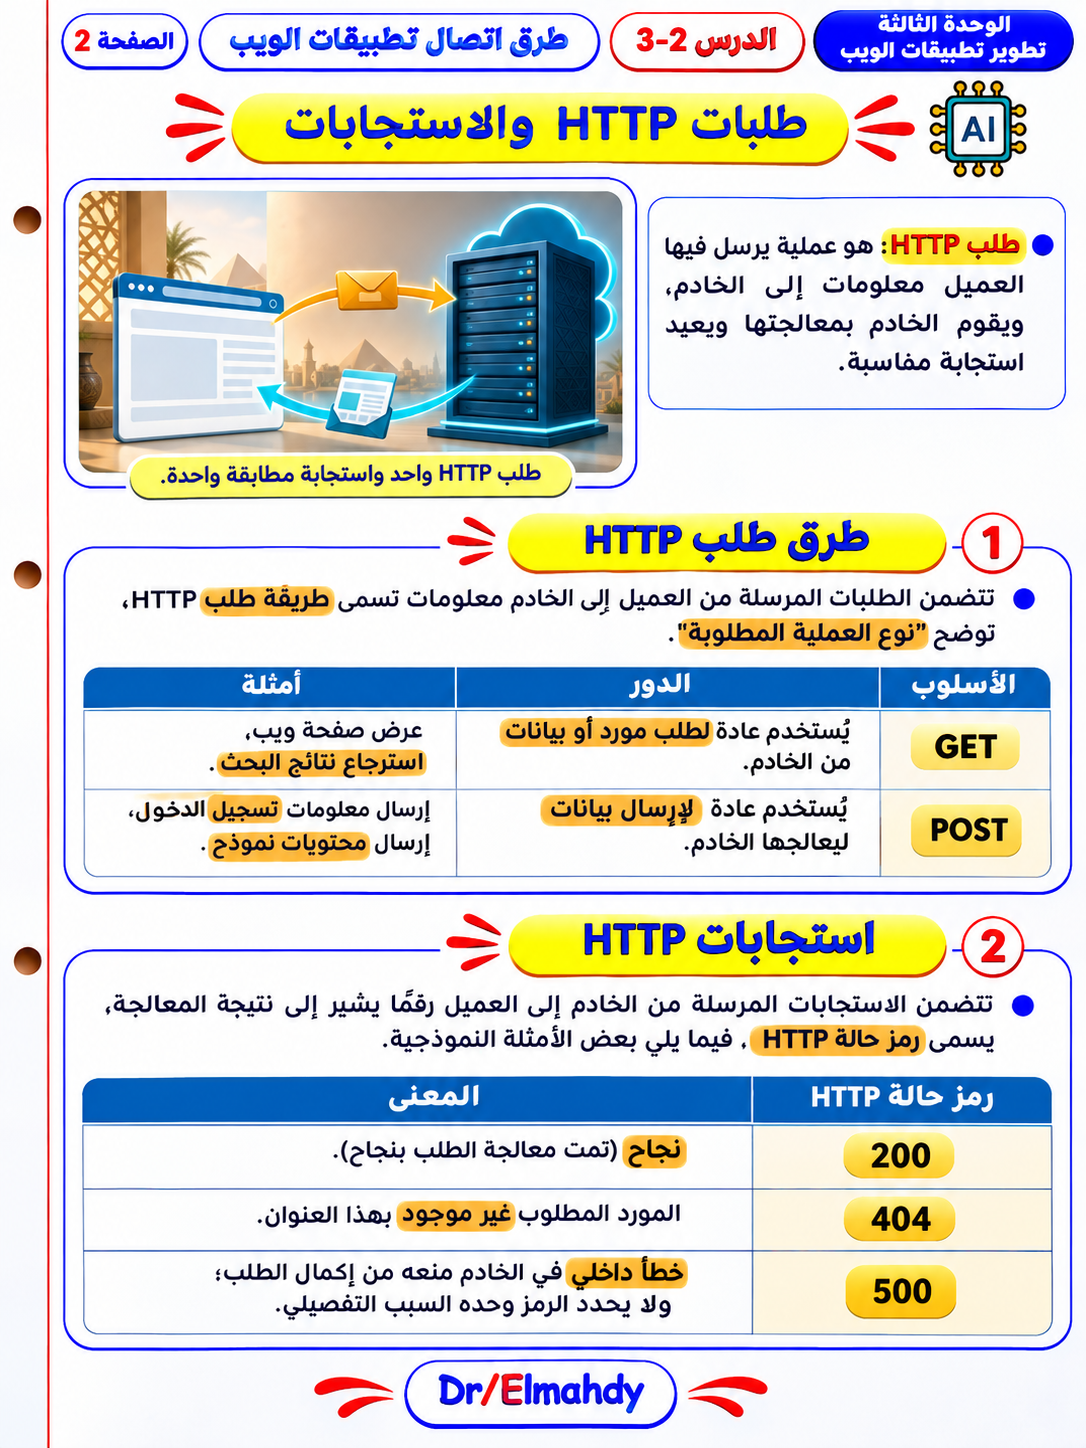 الوحدة الثالثة
تطوير تطبيقات الويب
الدرس 2-3
طرق اتصال تطبيقات الويب
الصفحة 2
طلبات HTTP والاستجابات
AI
طلب HTTP: هو عملية يرسل فيها
العميل معلومات إلى الخادم،
ويقوم الخادم بمعالجتها ويعيد
استجابة مفاسبة.
طلب HTTP واحد واستجابة مطابقة واحدة.
1
طرق طلب HTTP
تتضمن الطلبات المرسلة من العميل إلى الخادم معلومات تسمى طريقة طلب HTTP،
توضح "نوع العملية المطلوبة".
الأسلوب
الدور
أمثلة
GET
يُستخدم عادة لطلب مورد أو بيانات
من الخادم.
عرض صفحة ويب،
استرجاع نتائج البحث.
POST
يُستخدم عادة لإرسال بيانات
ليعالجها الخادم.
إرسال معلومات تسجيل الدخول،
إرسال محتويات نموذج.
2
استجابات HTTP
تتضمن الاستجابات المرسلة من الخادم إلى العميل رقمًا يشير إلى نتيجة المعالجة،
يسمى رمز حالة HTTP ، فيما يلي بعض الأمثلة النموذجية.
رمز حالة HTTP
المعنى
200
نجاح (تمت معالجة الطلب بنجاح).
404
المورد المطلوب غير موجود بهذا العنوان.
500
خطأ داخلي في الخادم منعه من إكمال الطلب؛
ولا يحدد الرمز وحده السبب التفصيلي.
Dr/Elmahdy